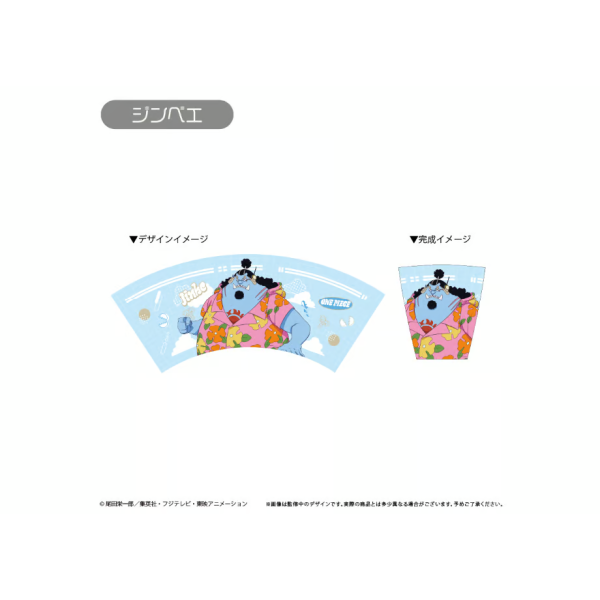 ジンベエ
▼デザインイメージ
▼完成イメージ
Jinbe
ONE PIECE
© 尾田栄一郎／集英社・フジテレビ・東映アニメーション
※画像は監修中のデザインです。実際の商品とは多少異なる場合がございます。予めご了承ください。